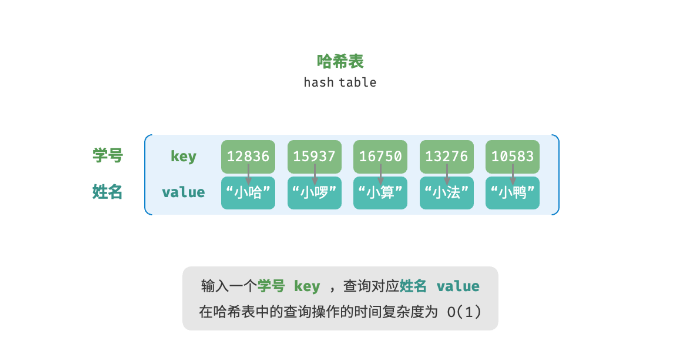 哈希表
hash table
学号 key 12836 15937 16750 13276 10583
姓名 value “小哈” “小啰” “小算” “小法” “小鸭”
输入一个学号 key ，查询对应姓名 value
在哈希表中的查询操作的时间复杂度为 O(1)